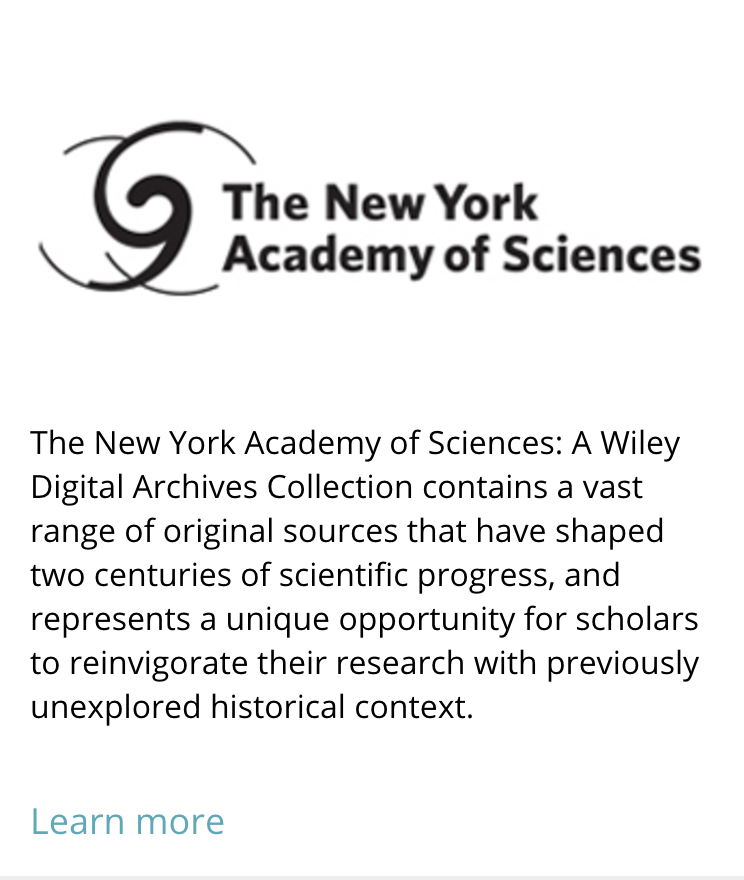 The New York
Academy of Sciences
The New York Academy of Sciences: A Wiley
Digital Archives Collection contains a vast
range of original sources that have shaped
two centuries of scientific progress, and
represents a unique opportunity for scholars
to reinvigorate their research with previously
unexplored historical context.
Learn more